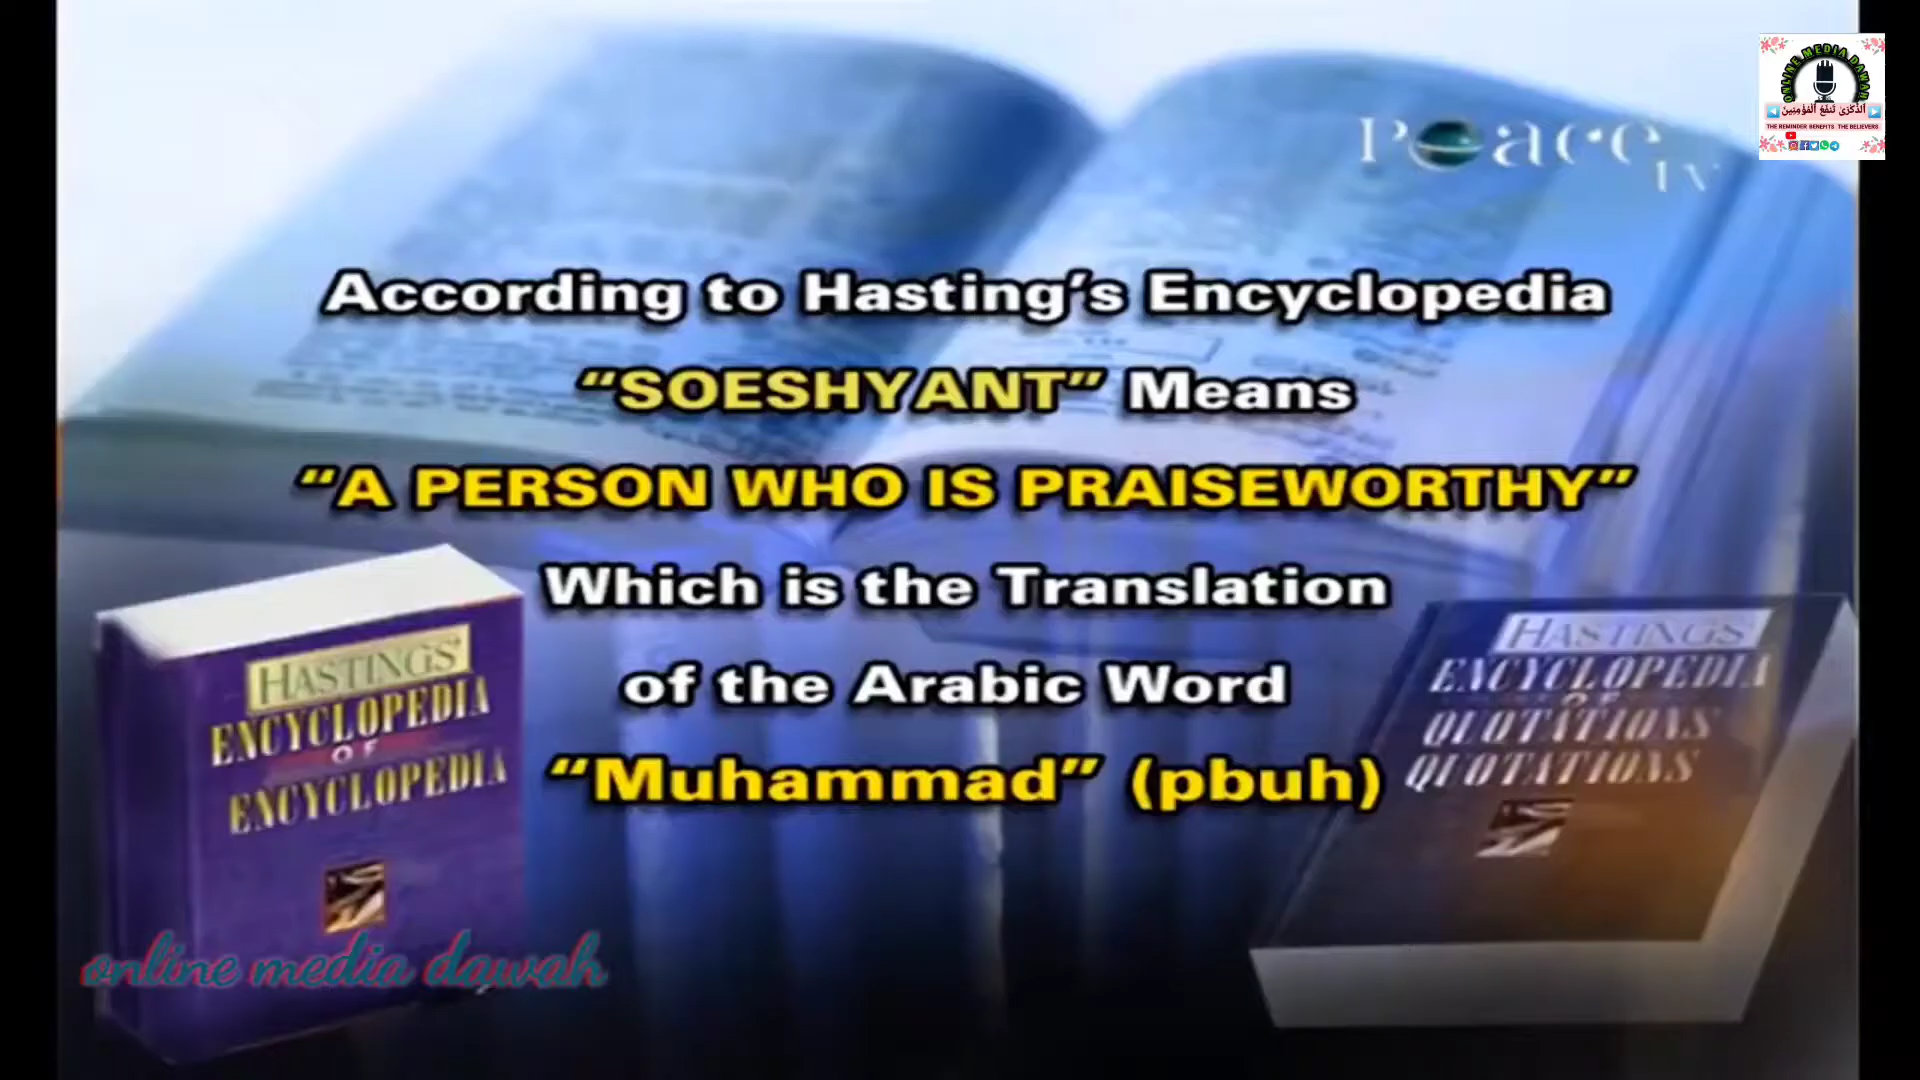 ONLINE MEDIA DAWAH
الذكرى تنفع المؤمنين
THE REMINDER BENEFITS THE BELIEVERS
Peace TV
According to Hasting's Encyclopedia
"SOESHYANT" Means
"A PERSON WHO IS PRAISEWORTHY"
Which is the Translation
of the Arabic Word
"Muhammad" (pbuh)
HASTINGS'
ENCYCLOPEDIA
OF
ENCYCLOPEDIA
HASTINGS'
ENCYCLOPEDIA
OF
QUOTATIONS
QUOTATIONS
online media dawah